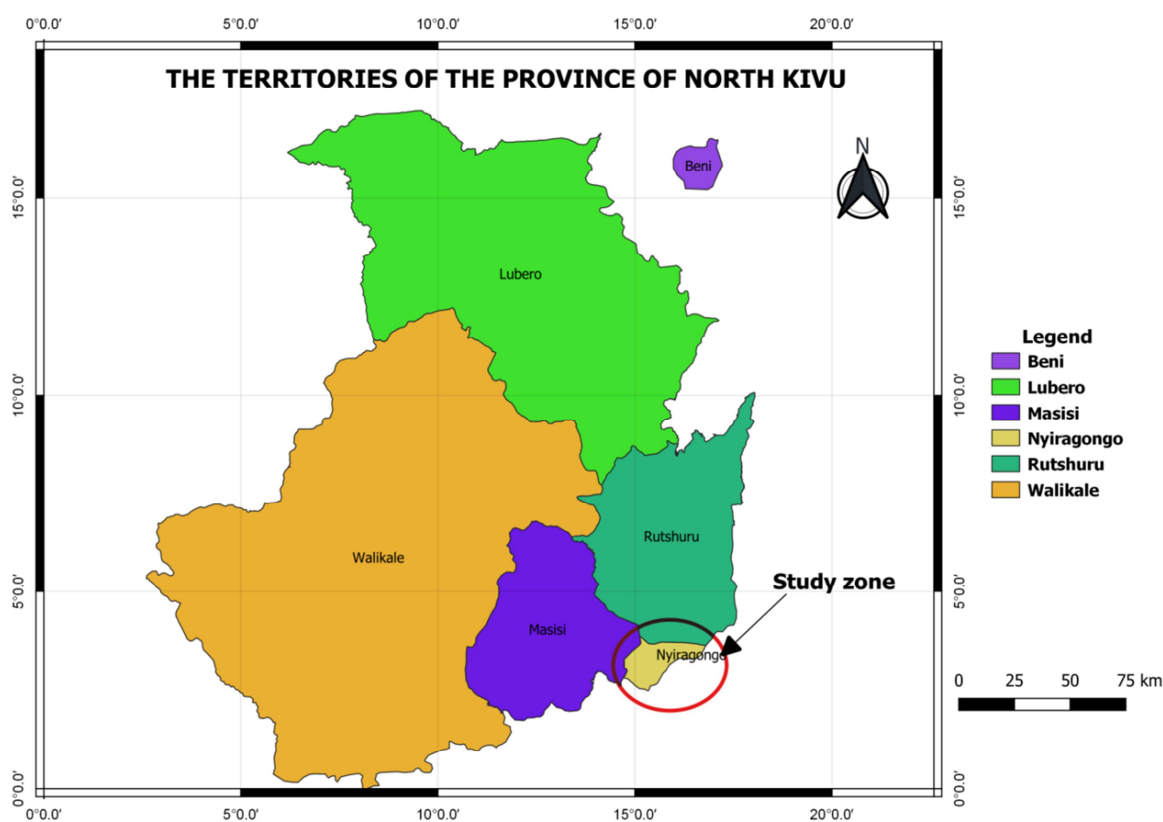 0°0.0' 5°0.0' 10°0.0' 15°0.0' 20°0.0'
THE TERRITORIES OF THE PROVINCE OF NORTH KIVU
N
Beni
15°0.0' 15°0.0'
Lubero
Legend
Beni
Lubero
Masisi
Nyiragongo
Rutshuru
Walikale
10°0.0' 10°0.0'
Rutshuru
Walikale
Study zone
5°0.0' 5°0.0'
Masisi
Nyiragongo
0 25 50 75 km
0°0.0' 0°0.0'
0°0.0' 5°0.0' 10°0.0' 15°0.0' 20°0.0'